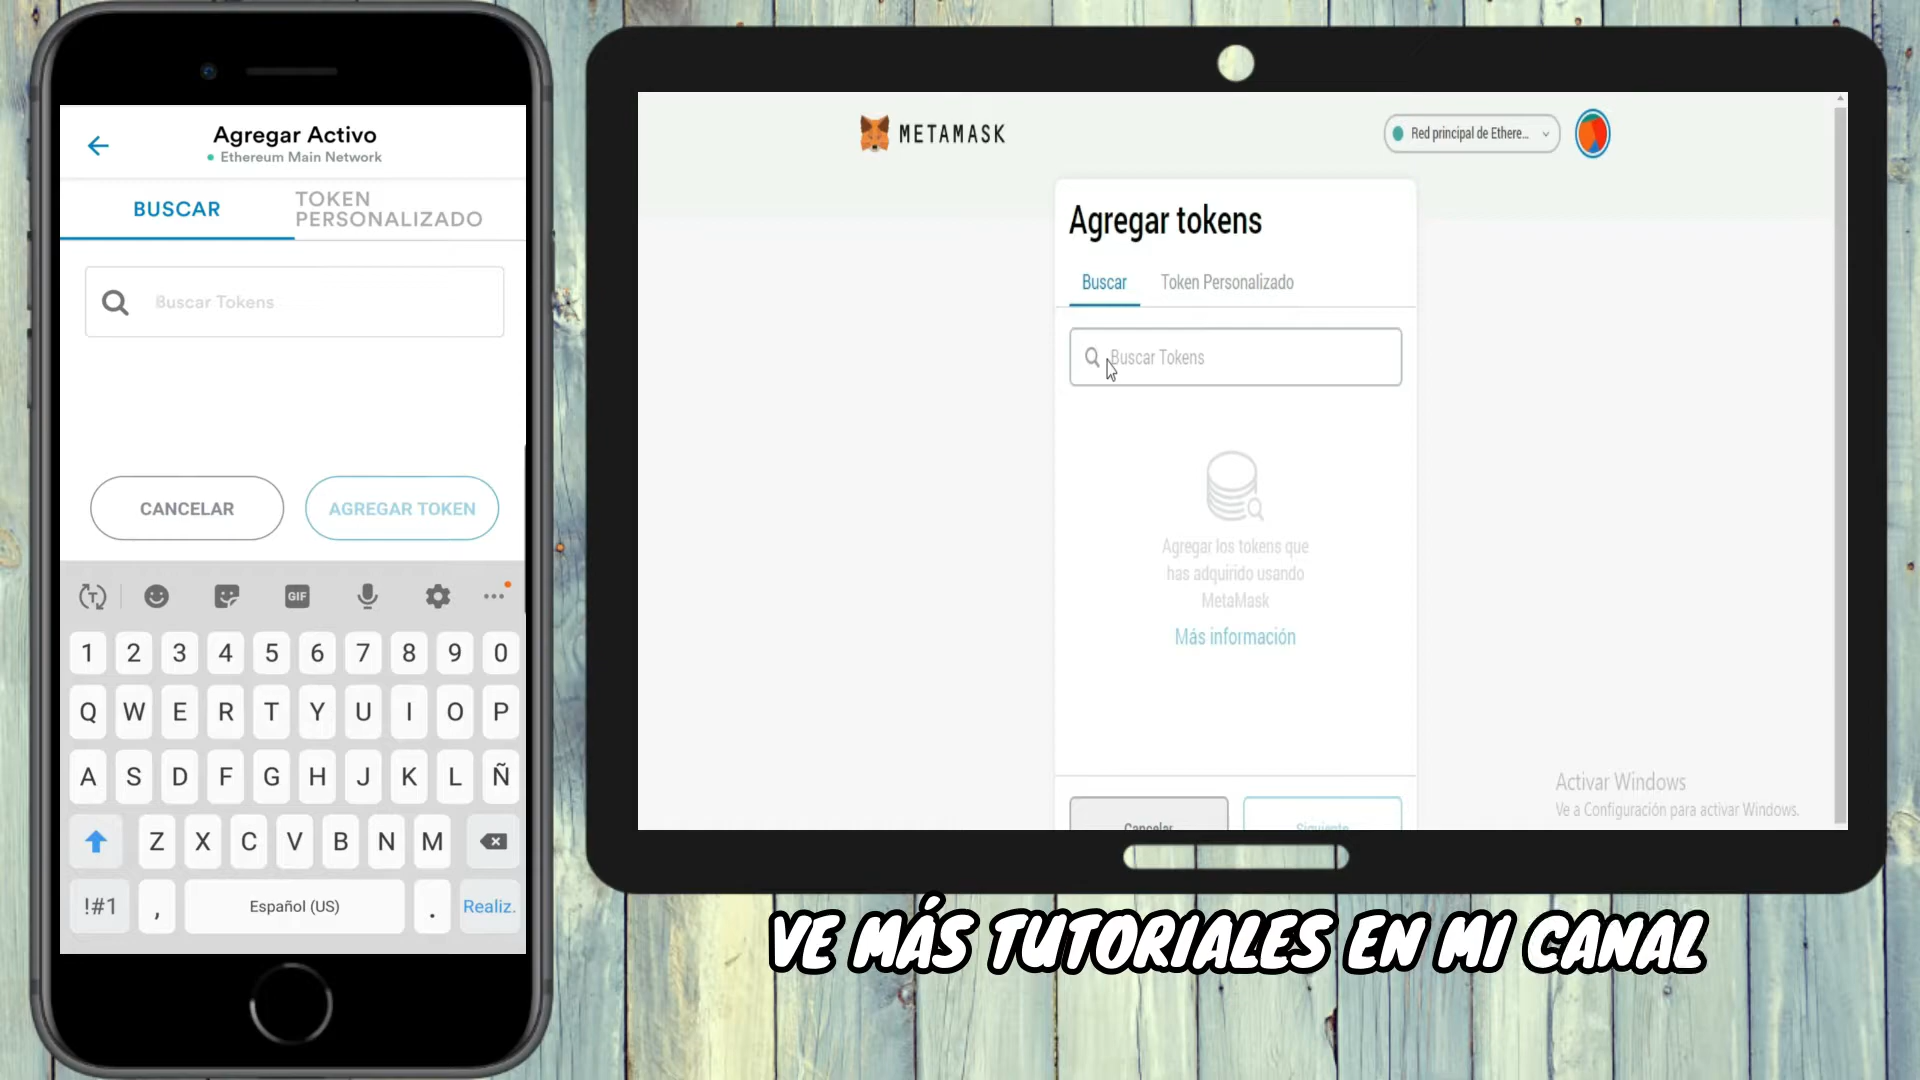 Agregar Activo
Ethereum Main Network
BUSCAR
TOKEN
PERSONALIZADO
Buscar Tokens
CANCELAR
AGREGAR TOKEN
GIF
1 2 3 4 5 6 7 8 9 0
Q W E R T Y U I O P
A S D F G H J K L Ñ
Z X C V B N M
!#1 , Español (US) . Realiz.
METAMASK
Red principal de Ethere...
Agregar tokens
Buscar
Token Personalizado
Buscar Tokens
Agregar los tokens que
has adquirido usando
MetaMask
Más información
Cancelar
Siguiente
Activar Windows
Ve a Configuración para activar Windows.
VE MÁS TUTORIALES EN MI CANAL